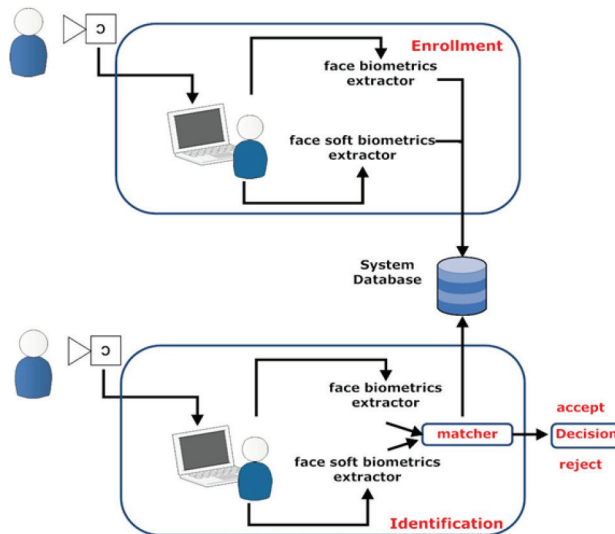 Enrollment
face biometrics
extractor
face soft biometrics
extractor
System
Database
face biometrics
extractor
accept
matcher
Decision
face soft biometrics
extractor
reject
Identification